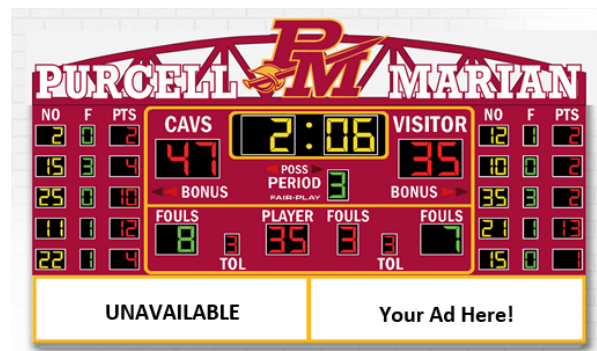 PM
PURCELL MARIAN
NO F PTS
2 0 2
15 3 4
25 0 10
11 1 12
22 1 4
CAVS
47
BONUS
2:06
POSS
PERIOD 3
FAIR-PLAY
VISITOR
35
BONUS
FOULS PLAYER FOULS FOULS
8 3 35 3 3 7
TOL TOL
NO F PTS
12 1 2
10 0 2
35 3 2
21 1 13
15 0
UNAVAILABLE
Your Ad Here!